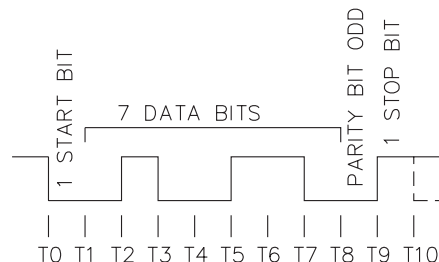 1 START BIT
7 DATA BITS
PARITY BIT ODD
1 STOP BIT
T0 T1 T2 T3 T4 T5 T6 T7 T8 T9 T10